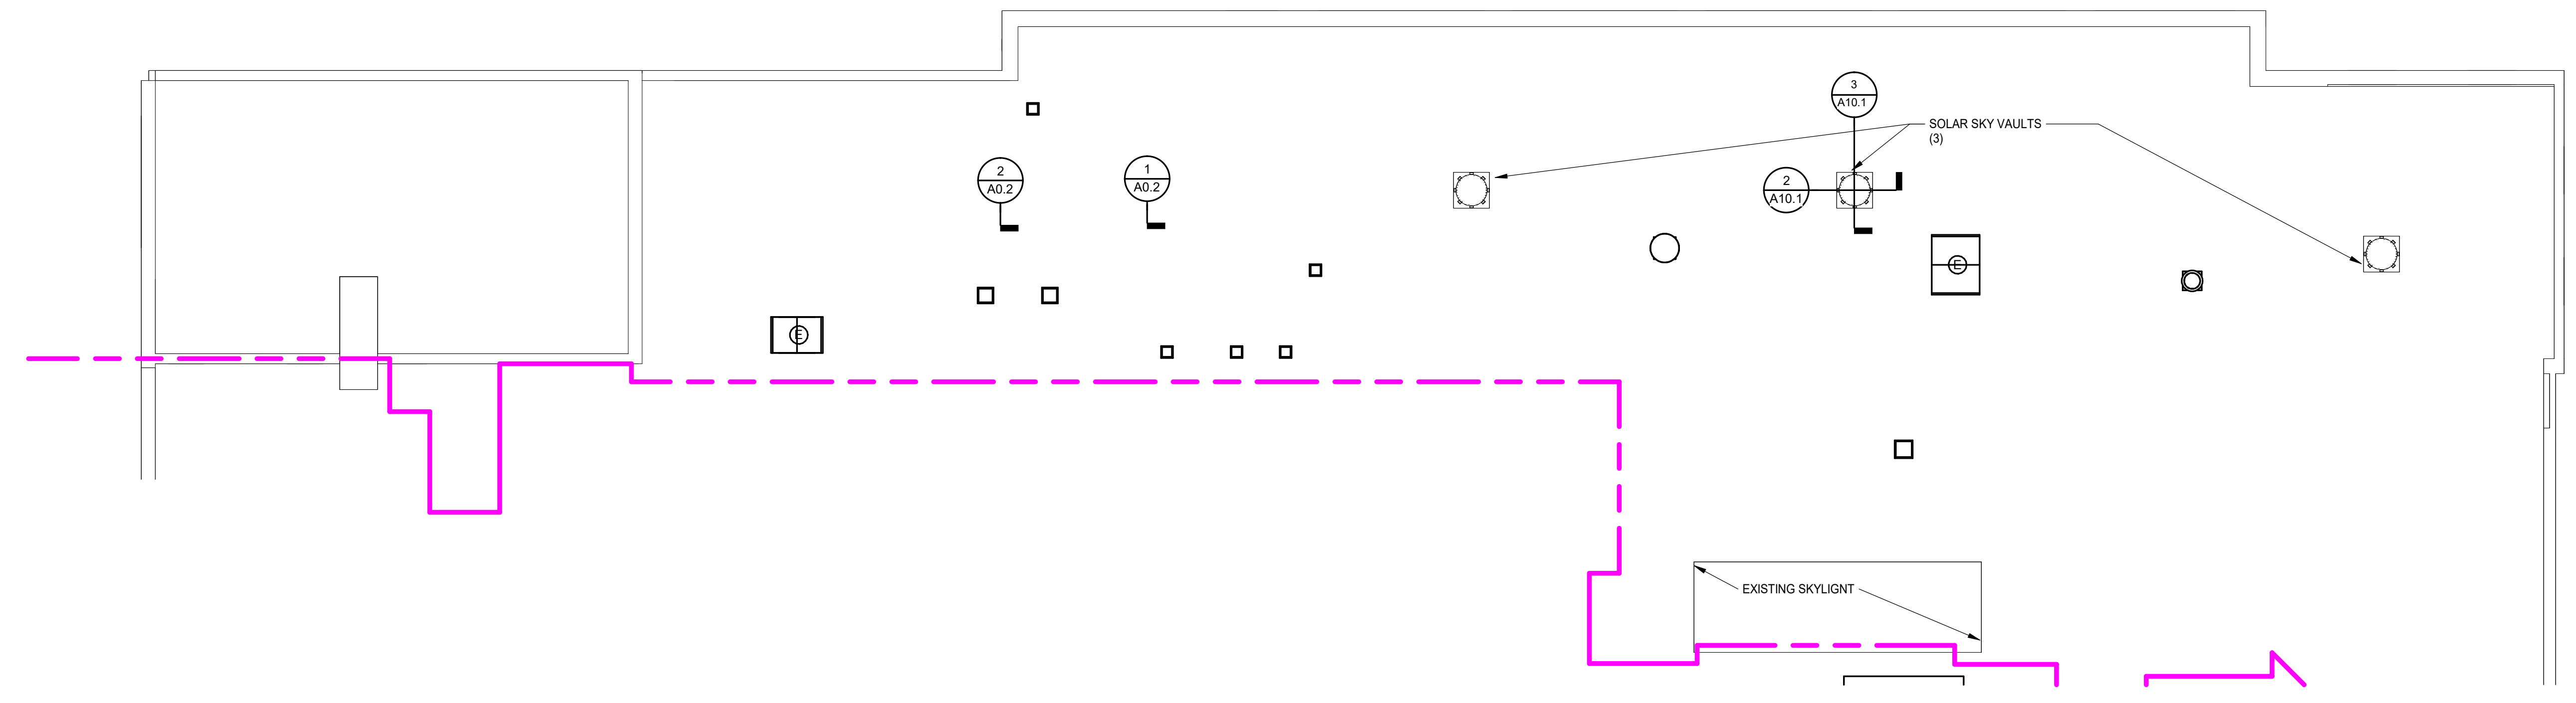 3
A10.1
SOLAR SKY VAULTS
(3)
2
A0.2
1
A0.2
2
A10.1
E
E
EXISTING SKYLIGNT